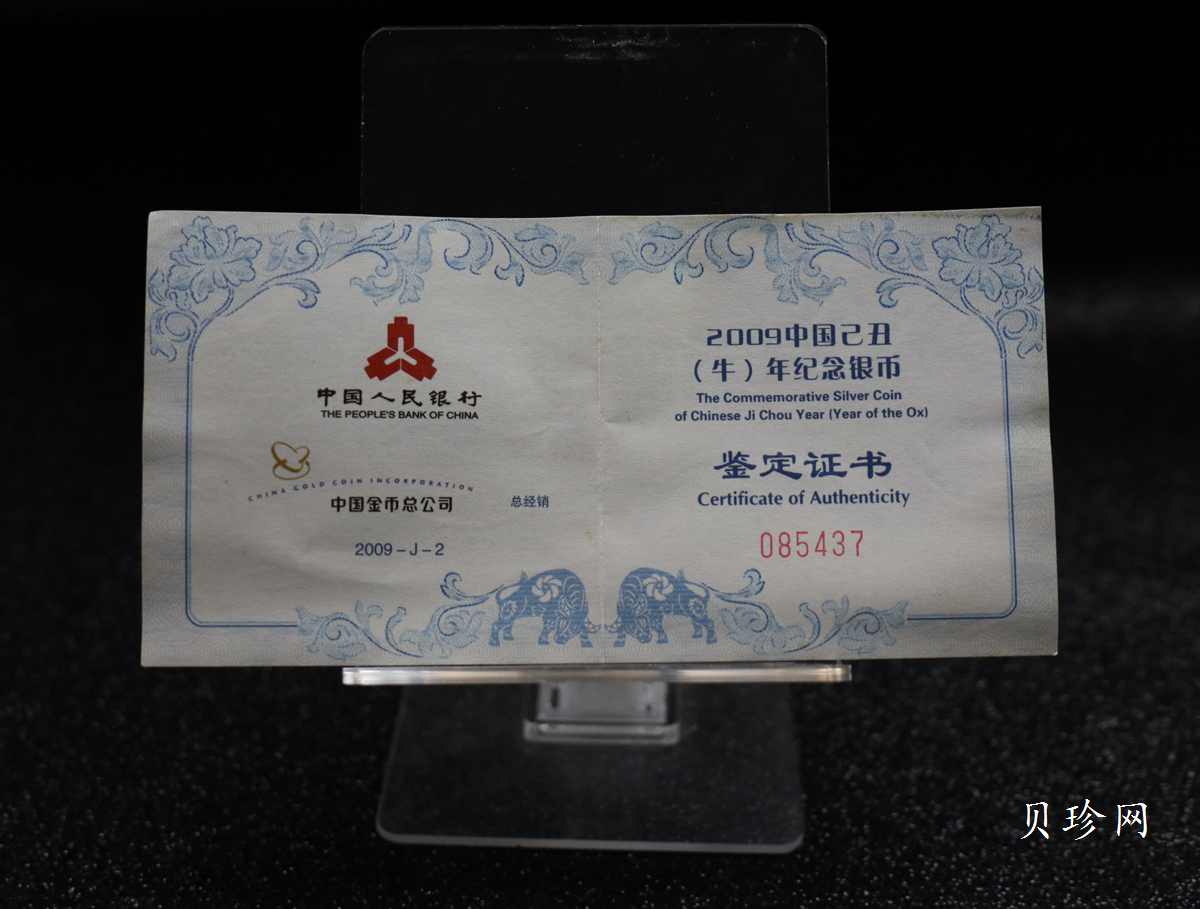 中国人民银行
THE PEOPLE'S BANK OF CHINA
CHINA GOLD COIN INCORPORATION
中国金币总公司
总经销
2009-J-2
2009中国己丑
(牛)年纪念银币
The Commemorative Silver Coin
of Chinese Ji Chou Year (Year of the Ox)
鉴定证书
Certificate of Authenticity
085437
贝珍网